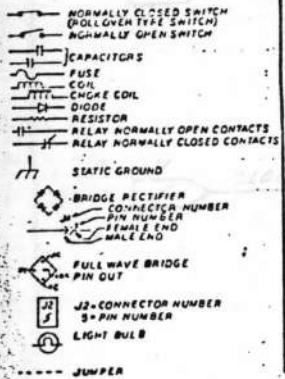 NORMALLY CLOSED SWITCH
(ROLLOVER TYPE SWITCH)
NORMALLY OPEN SWITCH
CAPACITORS
FUSE
COIL
CHOKE COIL
DIODE
RESISTOR
RELAY NORMALLY OPEN CONTACTS
RELAY NORMALLY CLOSED CONTACTS
STATIC GROUND
BRIDGE RECTIFIER
CONNECTOR NUMBER
PIN NUMBER
FEMALE END
MALE END
FULL WAVE BRIDGE
PIN OUT
J2
5
J2=CONNECTOR NUMBER
5=PIN NUMBER
LIGHT BULB
JUMPER